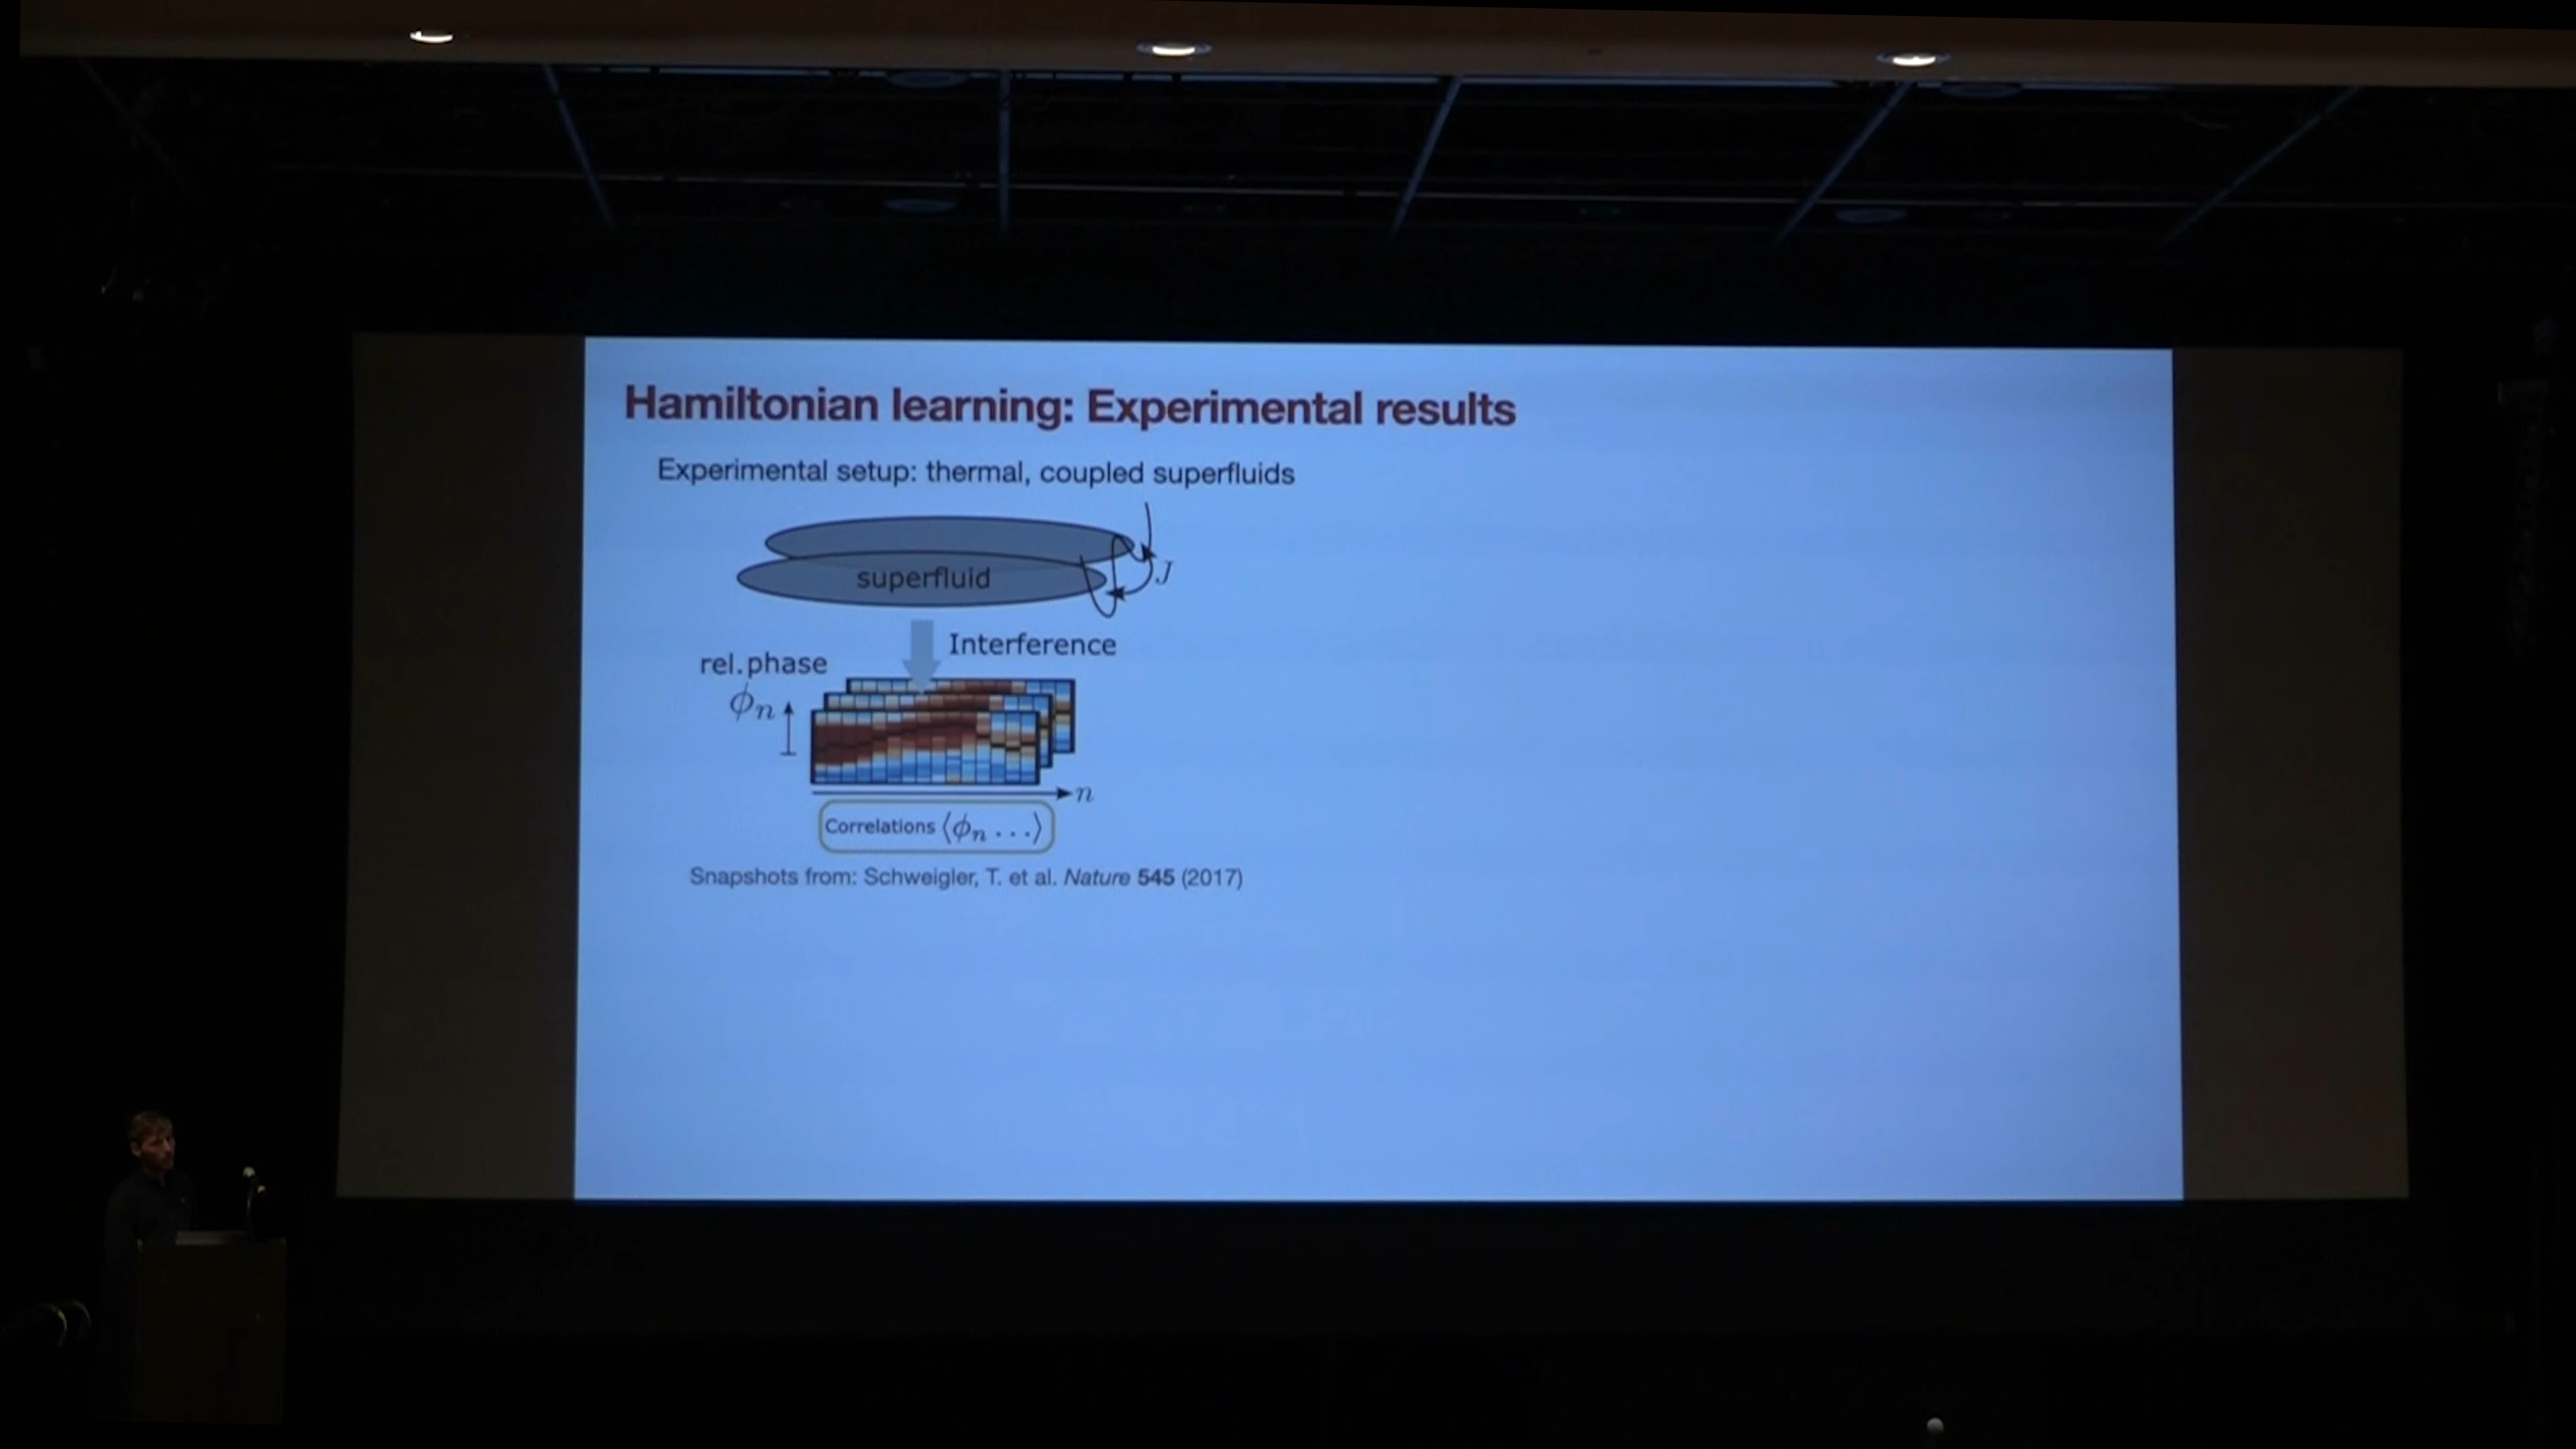 Hamiltonian learning: Experimental results
Experimental setup: thermal, coupled superfluids
superfluid
J
Interference
rel.phase
ϕn
n
Correlations ⟨ϕn ...⟩
Snapshots from: Schweigler, T. et al. Nature 545 (2017)